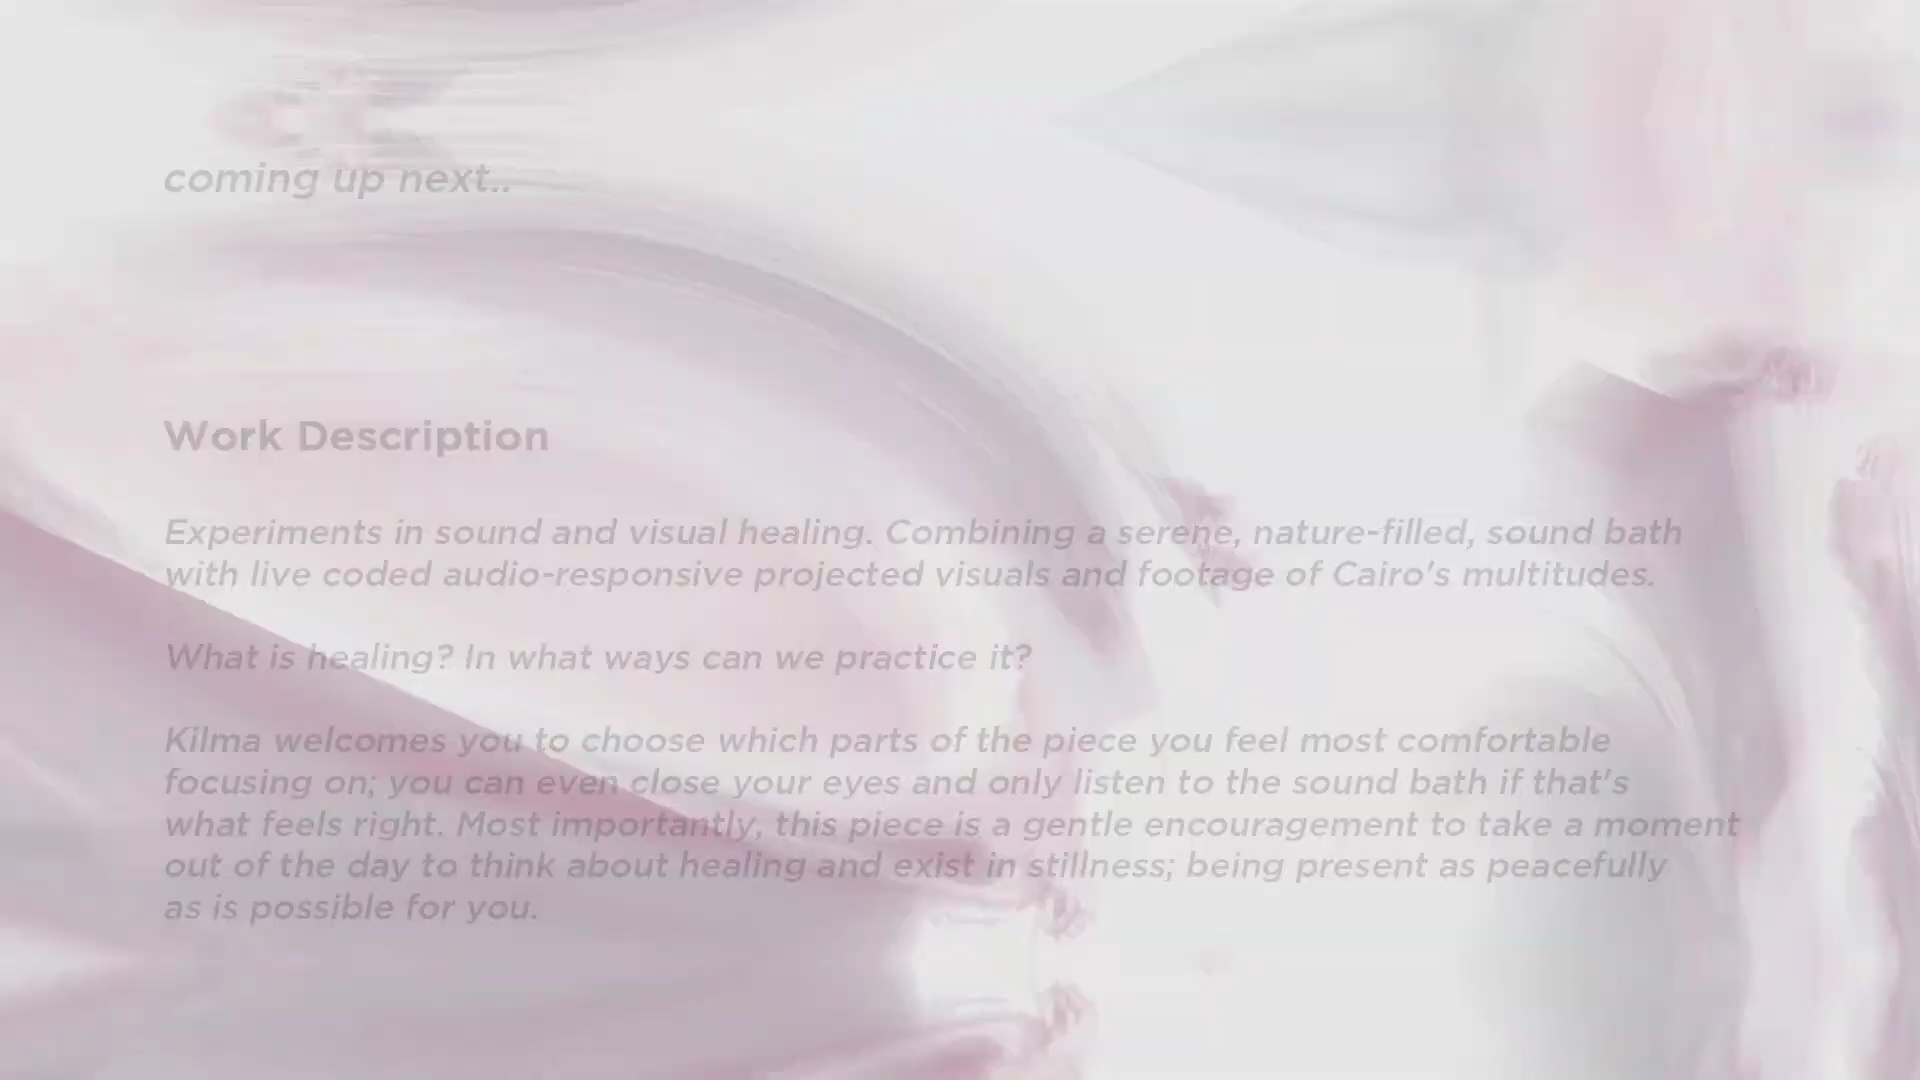 coming up next..
Work Description
Experiments in sound and visual healing. Combining a serene, nature-filled, sound bath
with live coded audio-responsive projected visuals and footage of Cairo's multitudes.
What is healing? In what ways can we practice it?
Kilma welcomes you to choose which parts of the piece you feel most comfortable
focusing on; you can even close your eyes and only listen to the sound bath if that's
what feels right. Most importantly, this piece is a gentle encouragement to take a moment
out of the day to think about healing and exist in stillness; being present as peacefully
as is possible for you.